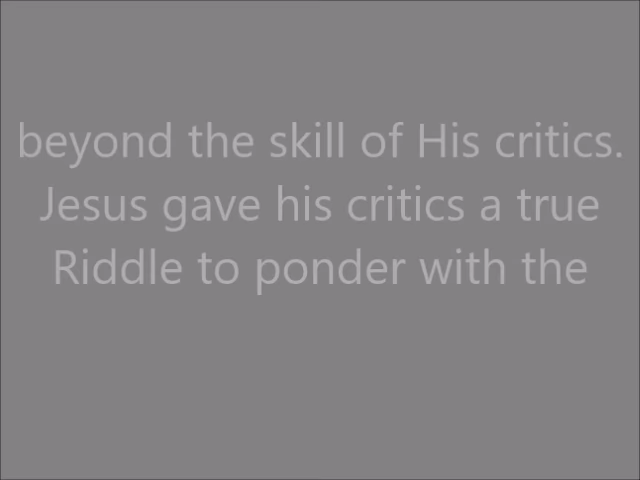 beyond the skill of His critics.
Jesus gave his critics a true
Riddle to ponder with the